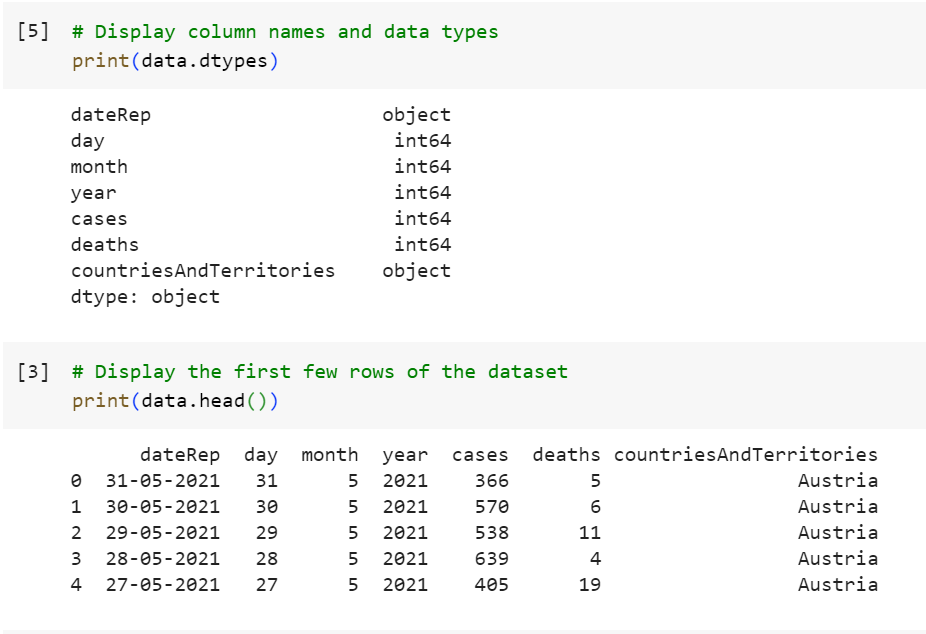 [5] # Display column names and data types
print(data.dtypes)
dateRep object
day int64
month int64
year int64
cases int64
deaths int64
countriesAndTerritories object
dtype: object
[3] # Display the first few rows of the dataset
print(data.head())
dateRep day month year cases deaths countriesAndTerritories
0 31-05-2021 31 5 2021 366 5 Austria
1 30-05-2021 30 5 2021 570 6 Austria
2 29-05-2021 29 5 2021 538 11 Austria
3 28-05-2021 28 5 2021 639 4 Austria
4 27-05-2021 27 5 2021 405 19 Austria